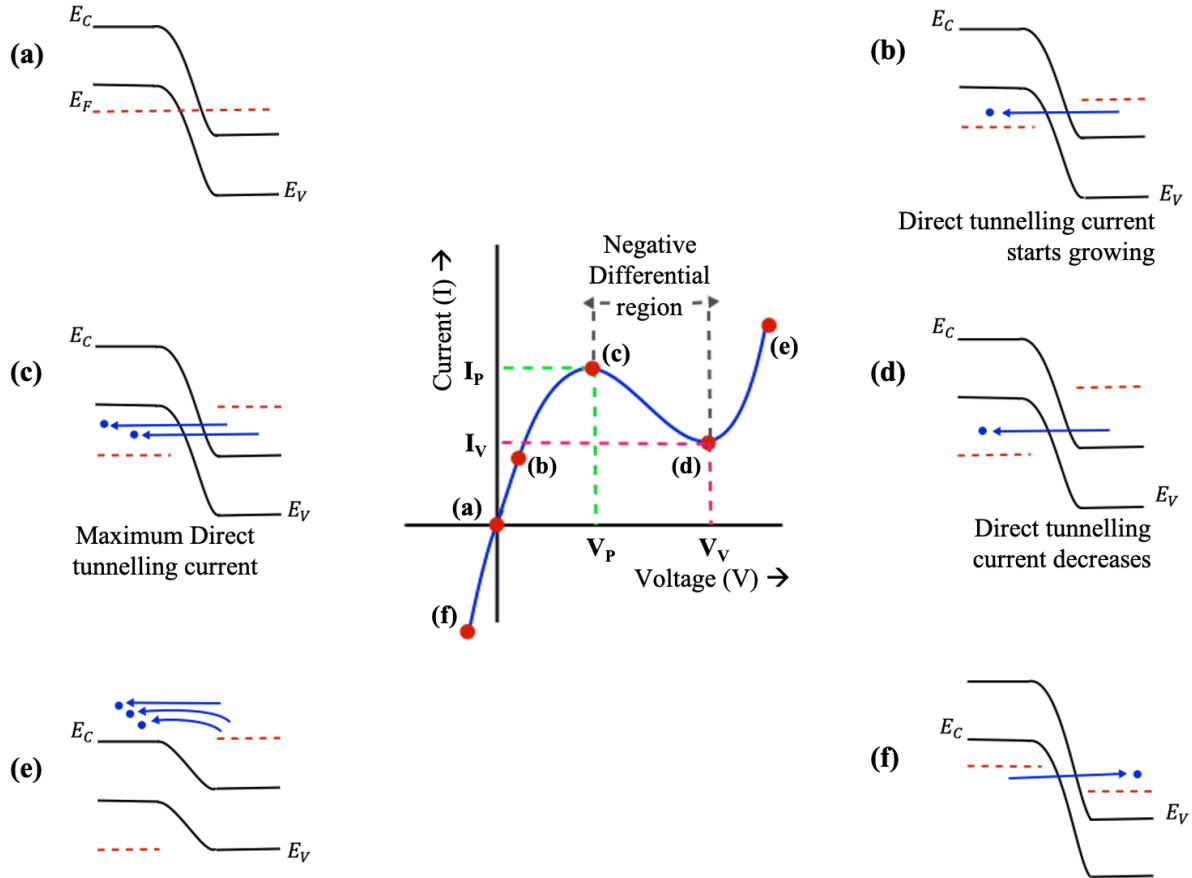 (a)
E_C
E_F
E_V
(b)
E_C
E_V
Direct tunnelling current
starts growing
(c)
E_C
E_V
Maximum Direct
tunnelling current
Negative
Differential
region
Current (I) →
I_P
I_V
(a)
(b)
(c)
(d)
(e)
(f)
V_P
V_V
Voltage (V) →
(d)
E_C
E_V
Direct tunnelling
current decreases
(e)
E_C
E_V
(f)
E_C
E_V